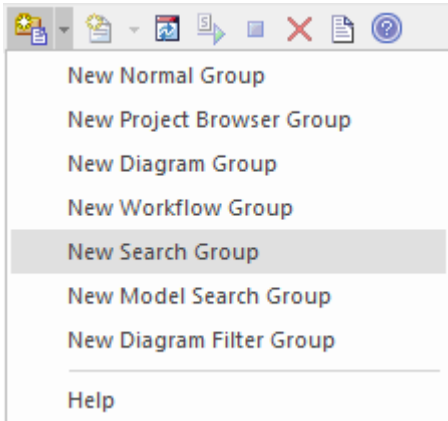 S
?
New Normal Group
New Project Browser Group
New Diagram Group
New Workflow Group
New Search Group
New Model Search Group
New Diagram Filter Group
Help